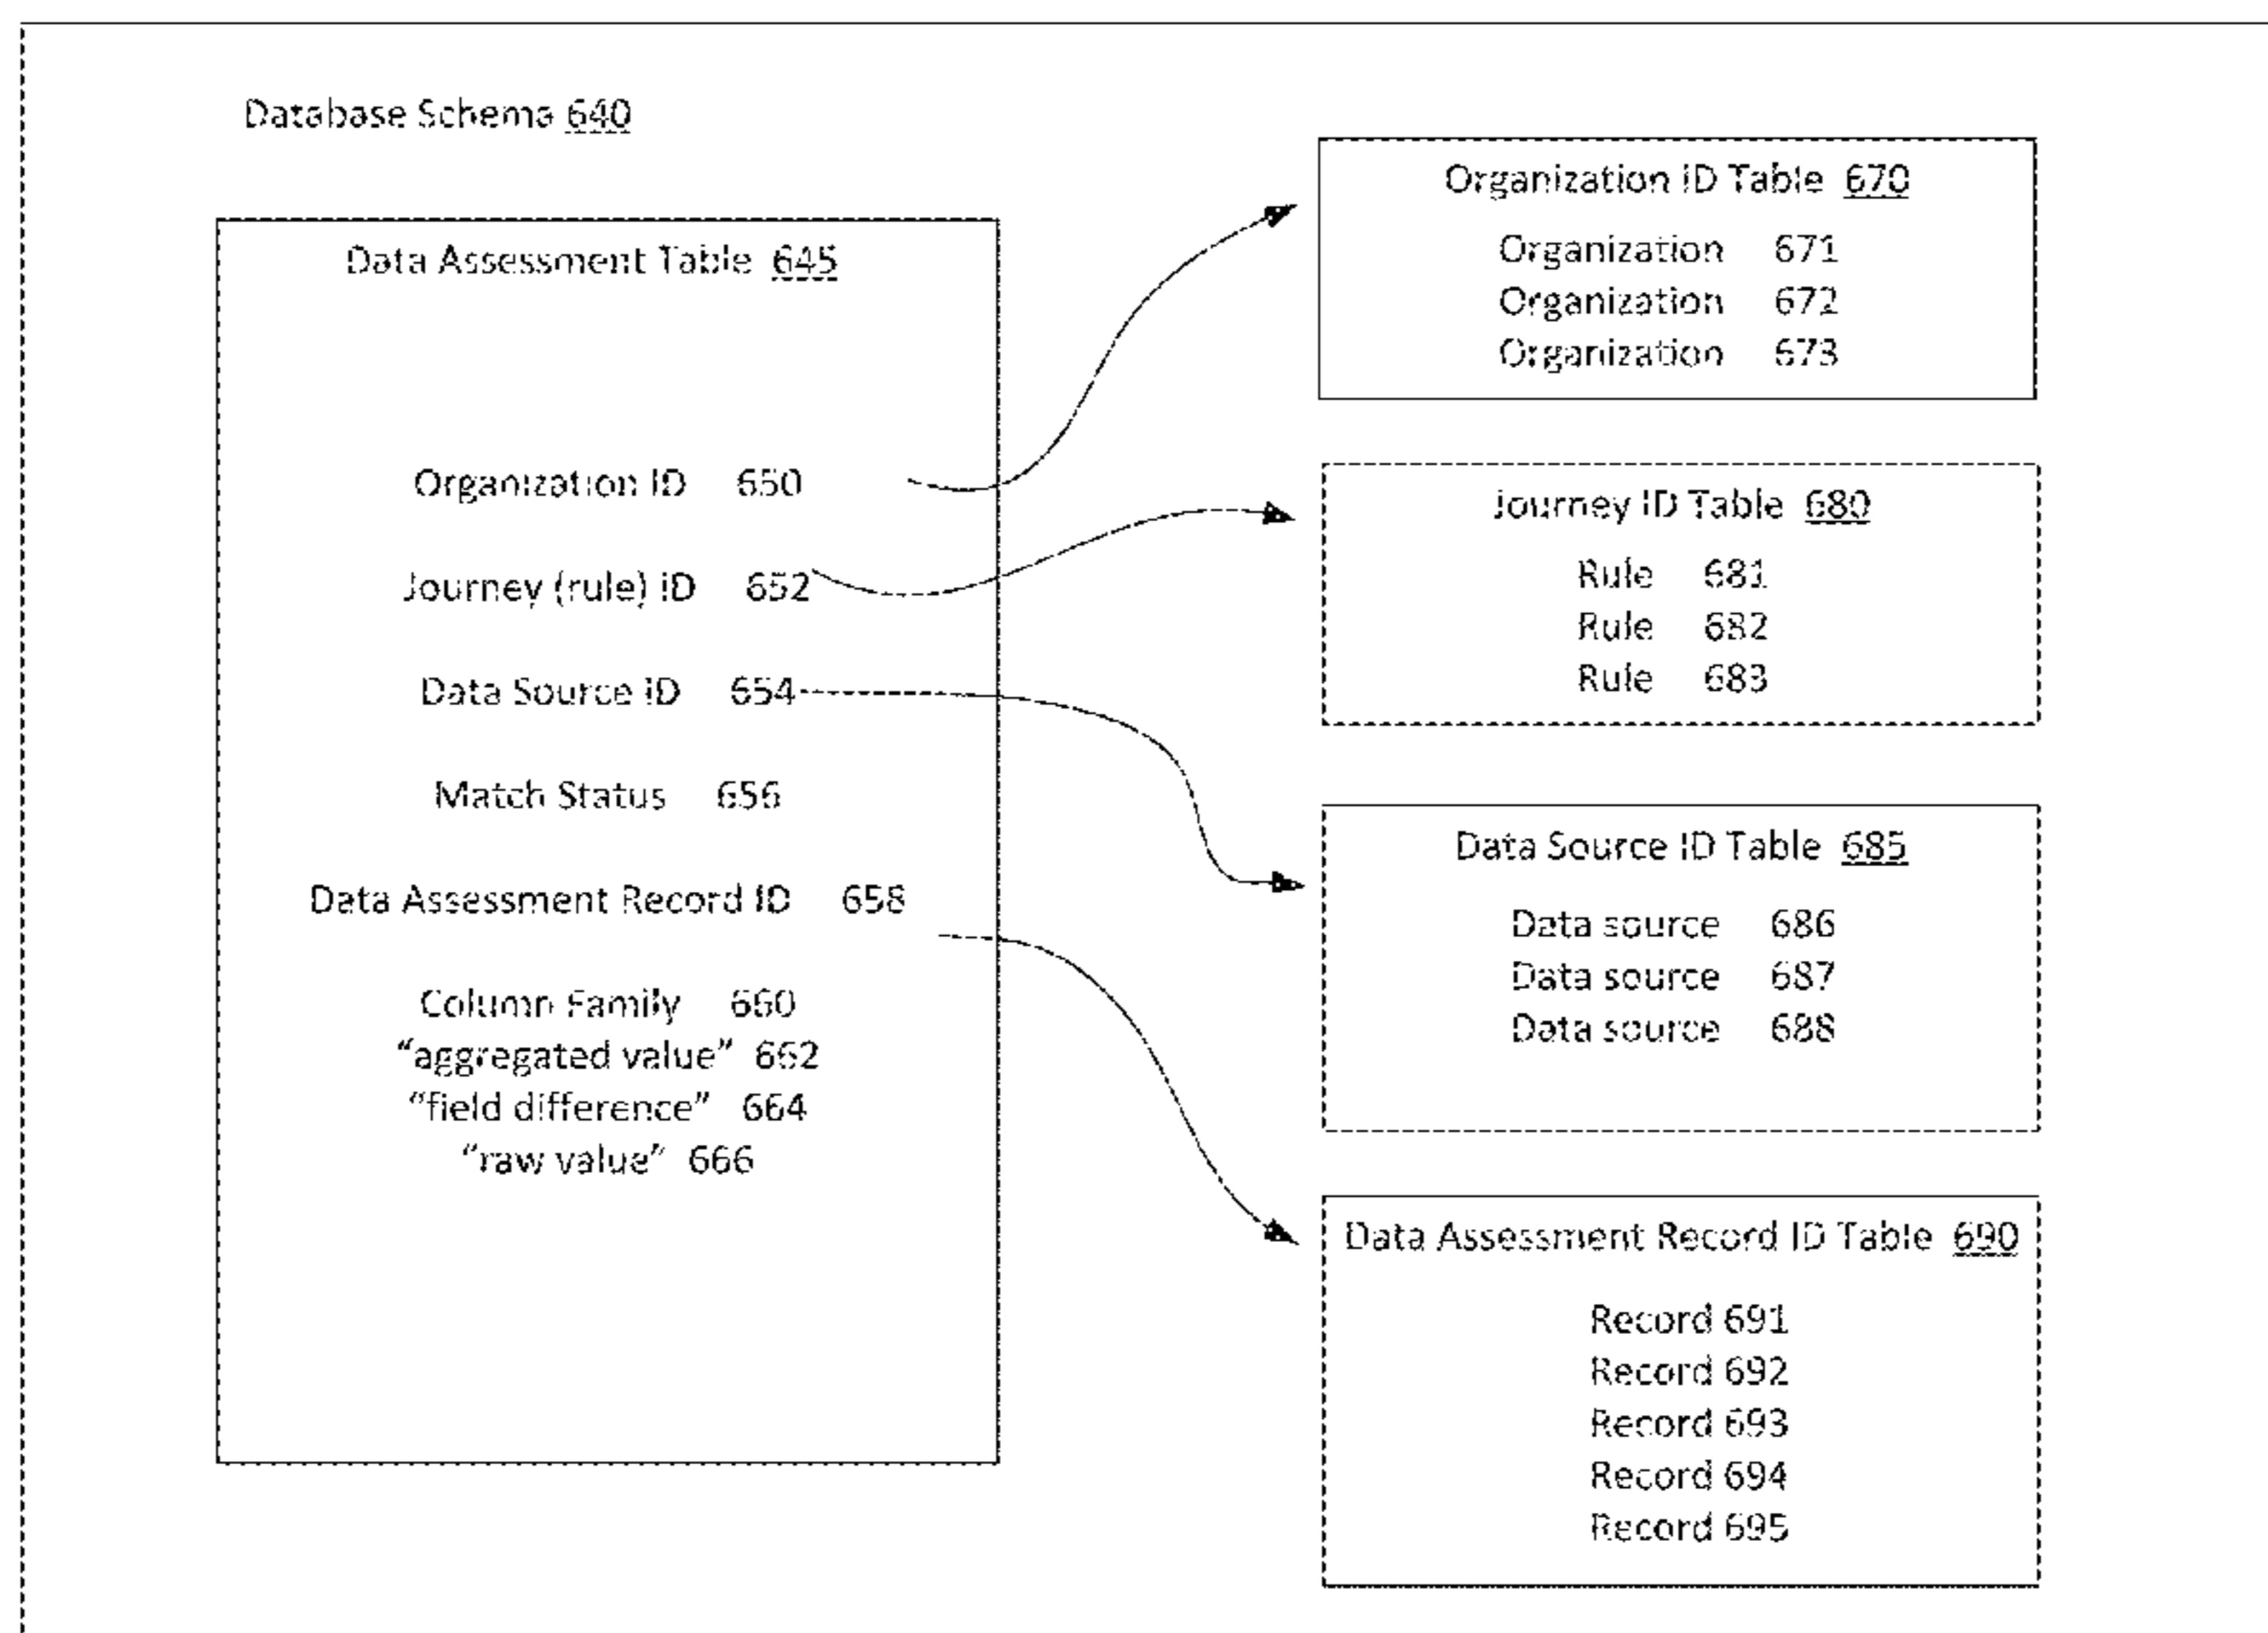 Database Schema 640
Data Assessment Table 645
Organization ID 650
Journey (rule) ID 652
Data Source ID 654
Match Status 656
Data Assessment Record ID 658
Column Family 660
“aggregated value” 662
“field difference” 664
“raw value” 666
Organization ID Table 670
Organization 671
Organization 672
Organization 673
Journey ID Table 680
Rule 681
Rule 682
Rule 683
Data Source ID Table 685
Data source 686
Data source 687
Data source 688
Data Assessment Record ID Table 690
Record 691
Record 692
Record 693
Record 694
Record 695